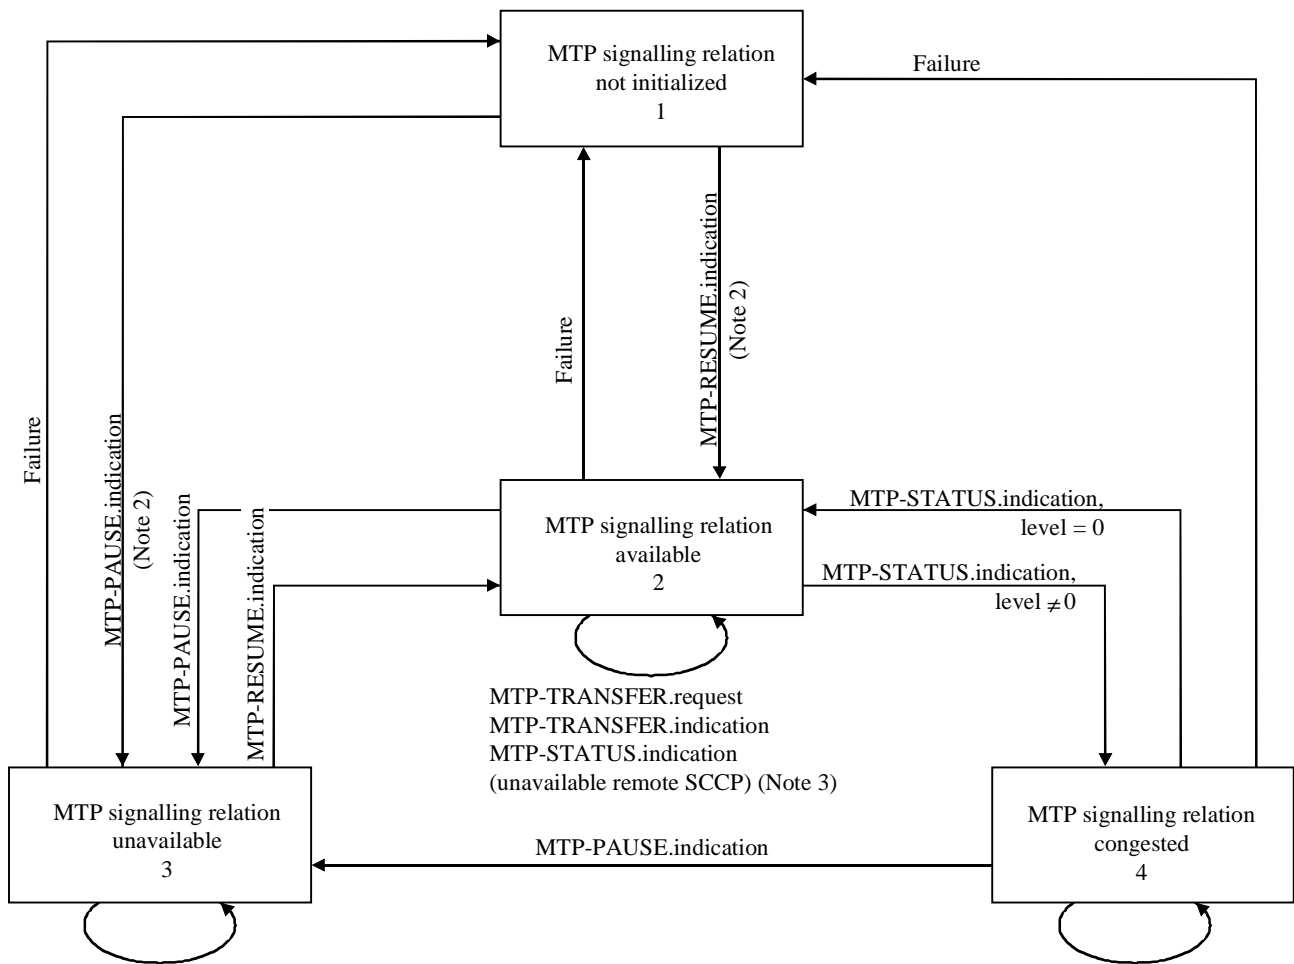 MTP signalling relation
not initialized
1
Failure
Failure
MTP-RESUME.indication
(Note 2)
Failure
MTP-PAUSE.indication
(Note 2)
MTP-PAUSE.indication
MTP-RESUME.indication
MTP signalling relation
available
2
MTP-STATUS.indication,
level = 0
MTP-STATUS.indication,
level ≠ 0
MTP-TRANSFER.request
MTP-TRANSFER.indication
MTP-STATUS.indication
(unavailable remote SCCP) (Note 3)
MTP signalling relation
unavailable
3
MTP-PAUSE.indication
MTP signalling relation
congested
4